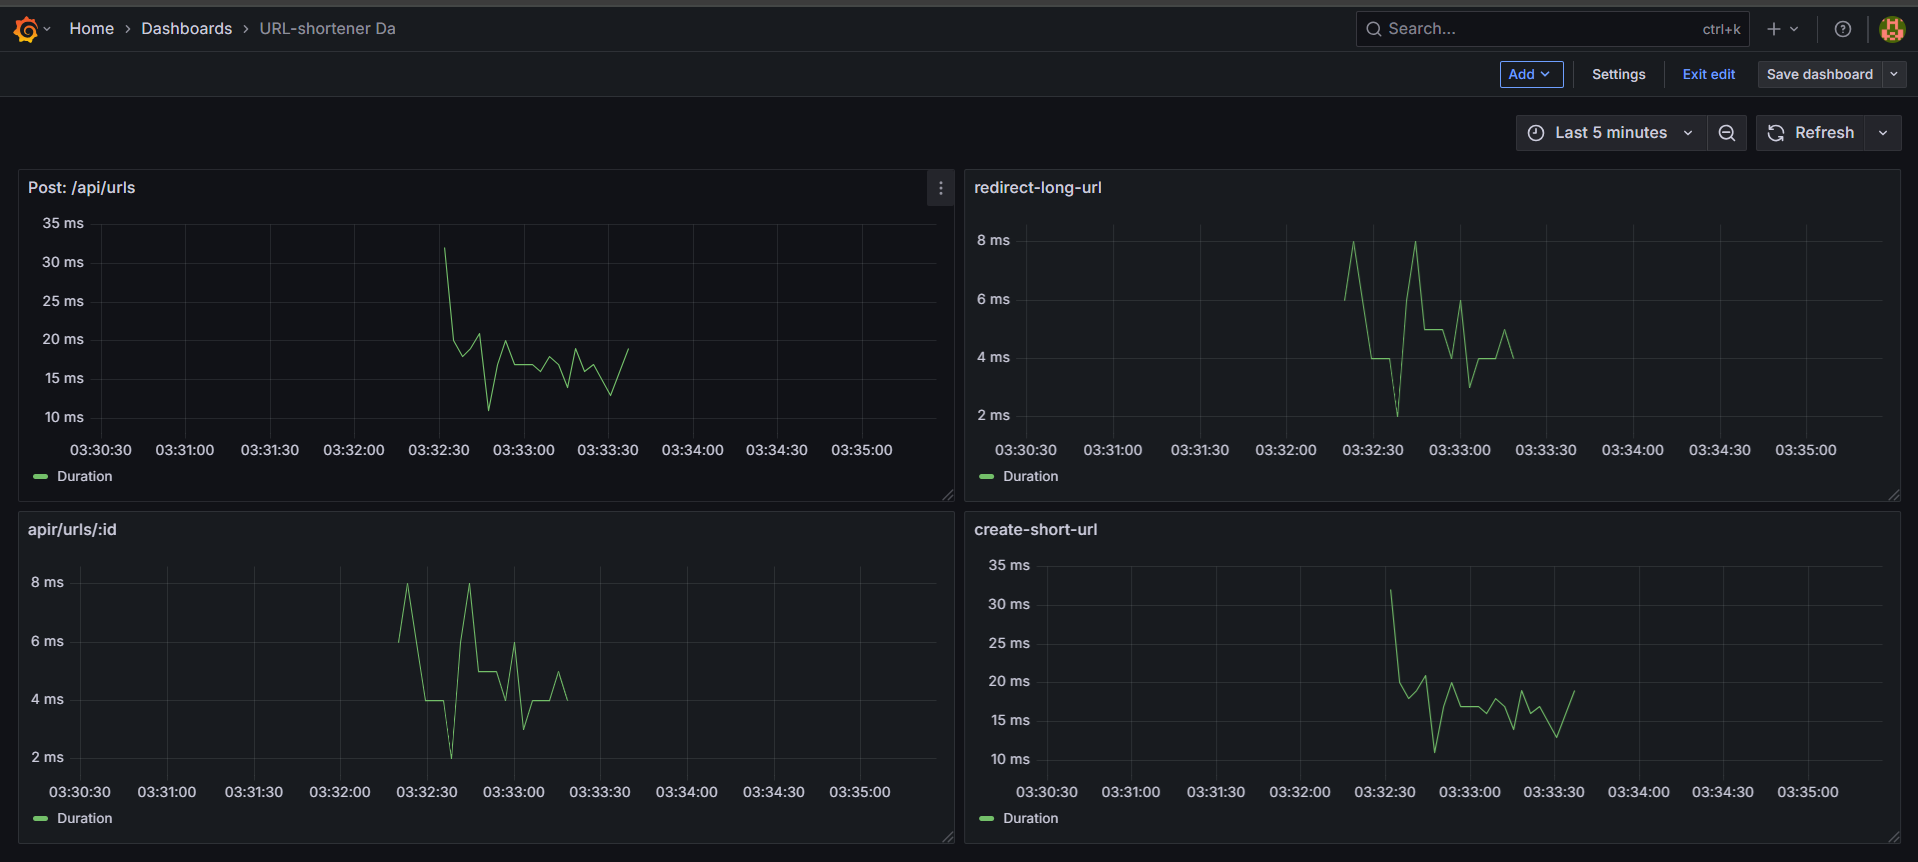 Home > Dashboards > URL-shortener Da Search... ctrl+k
Add Settings Exit edit Save dashboard
Last 5 minutes Refresh
Post: /api/urls
35 ms
30 ms
25 ms
20 ms
15 ms
10 ms
03:30:30 03:31:00 03:31:30 03:32:00 03:32:30 03:33:00 03:33:30 03:34:00 03:34:30 03:35:00
Duration
redirect-long-url
8 ms
6 ms
4 ms
2 ms
03:30:30 03:31:00 03:31:30 03:32:00 03:32:30 03:33:00 03:33:30 03:34:00 03:34:30 03:35:00
Duration
apir/urls/:id
8 ms
6 ms
4 ms
2 ms
03:30:30 03:31:00 03:31:30 03:32:00 03:32:30 03:33:00 03:33:30 03:34:00 03:34:30 03:35:00
Duration
create-short-url
35 ms
30 ms
25 ms
20 ms
15 ms
10 ms
03:30:30 03:31:00 03:31:30 03:32:00 03:32:30 03:33:00 03:33:30 03:34:00 03:34:30 03:35:00
Duration